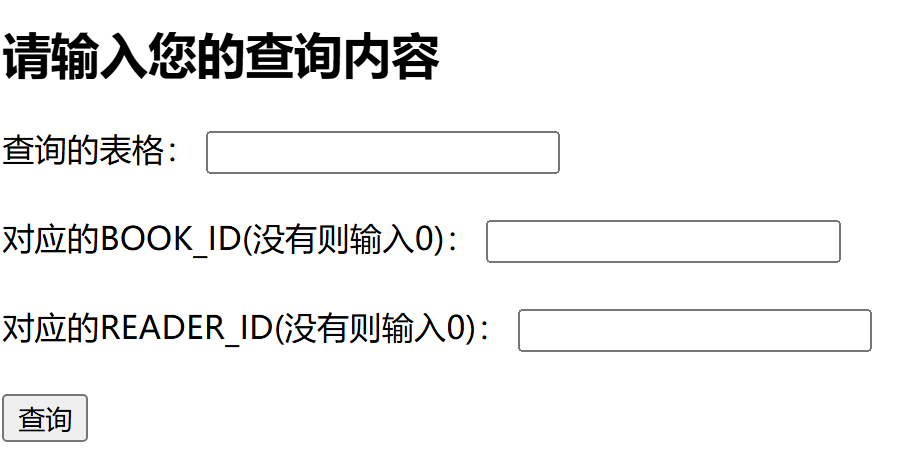 请输入您的查询内容
查询的表格：
对应的BOOK_ID(没有则输入0)：
对应的READER_ID(没有则输入0)：
查询